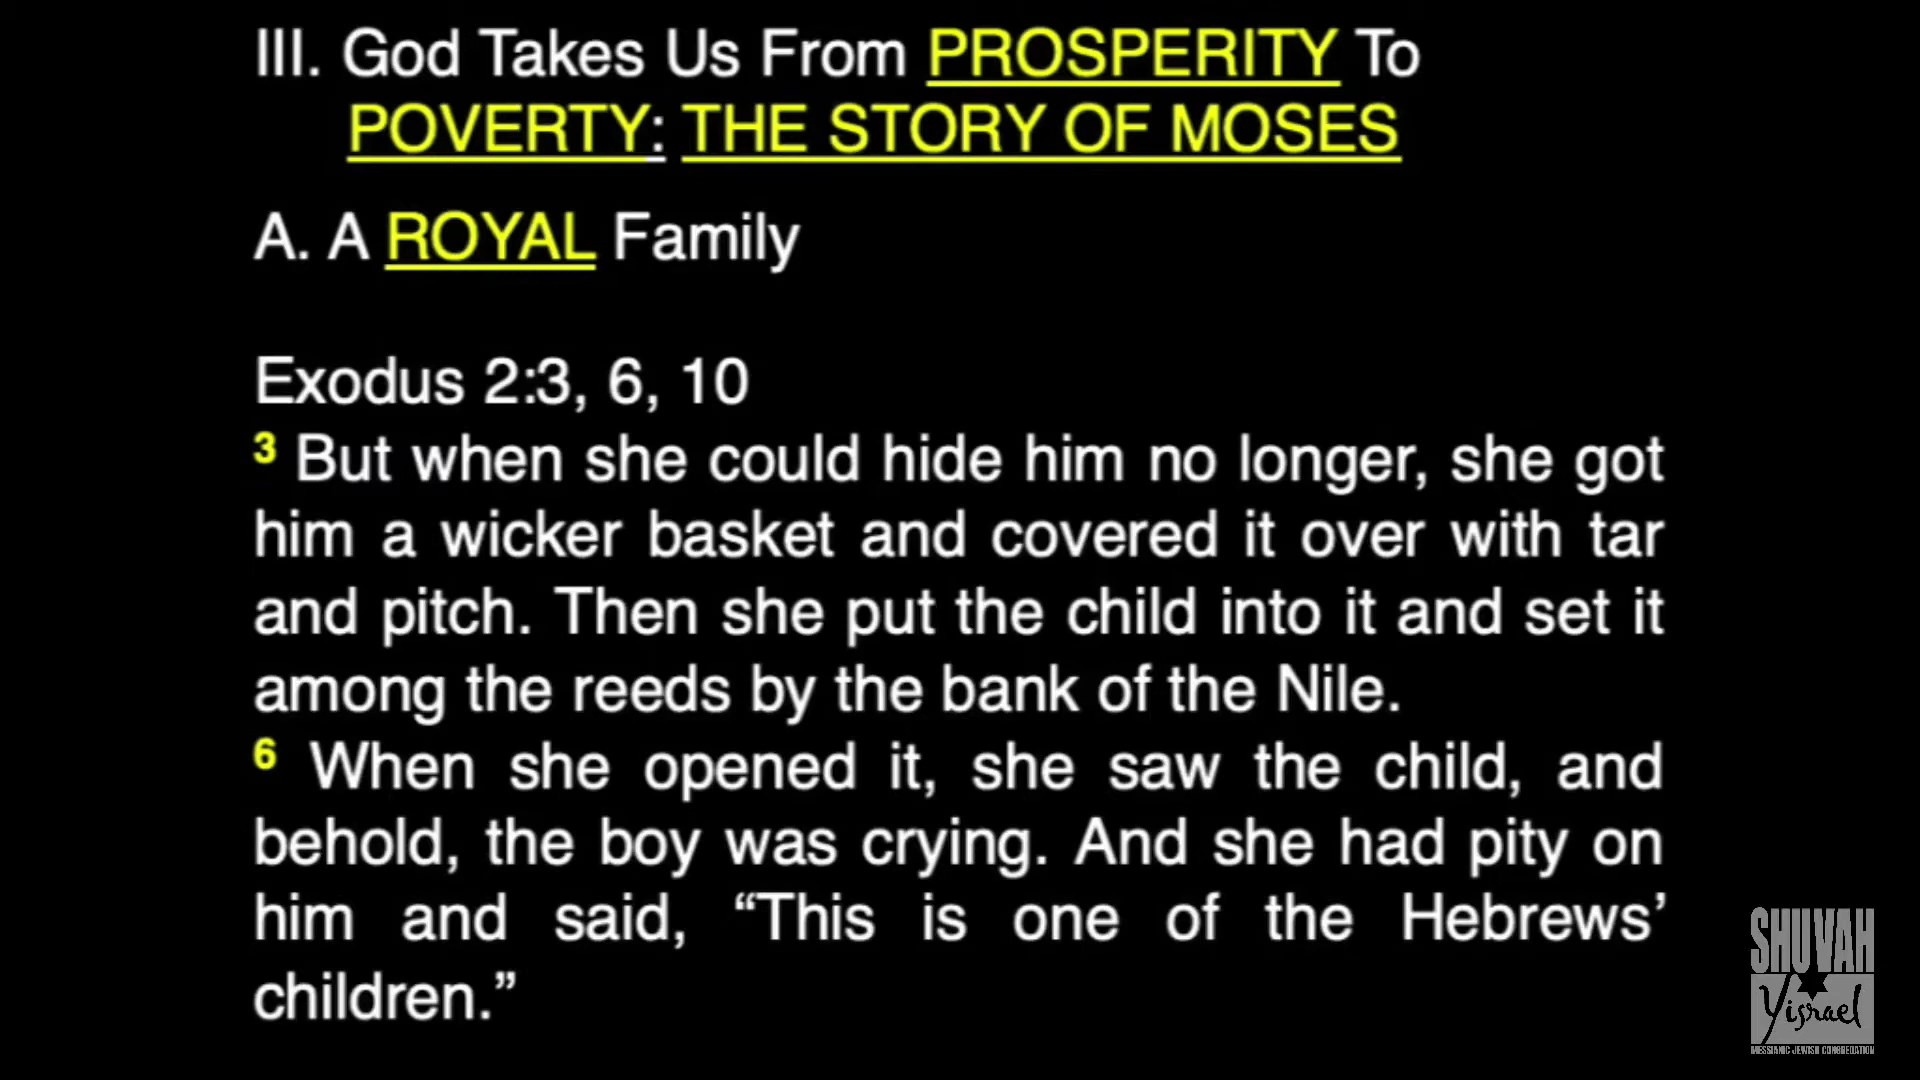 III. God Takes Us From PROSPERITY To
POVERTY: THE STORY OF MOSES
A. A ROYAL Family
Exodus 2:3, 6, 10
3 But when she could hide him no longer, she got
him a wicker basket and covered it over with tar
and pitch. Then she put the child into it and set it
among the reeds by the bank of the Nile.
6 When she opened it, she saw the child, and
behold, the boy was crying. And she had pity on
him and said, “This is one of the Hebrews’
children.”
SHUVAH
Yisrael
MESSIANIC JEWISH CONGREGATION